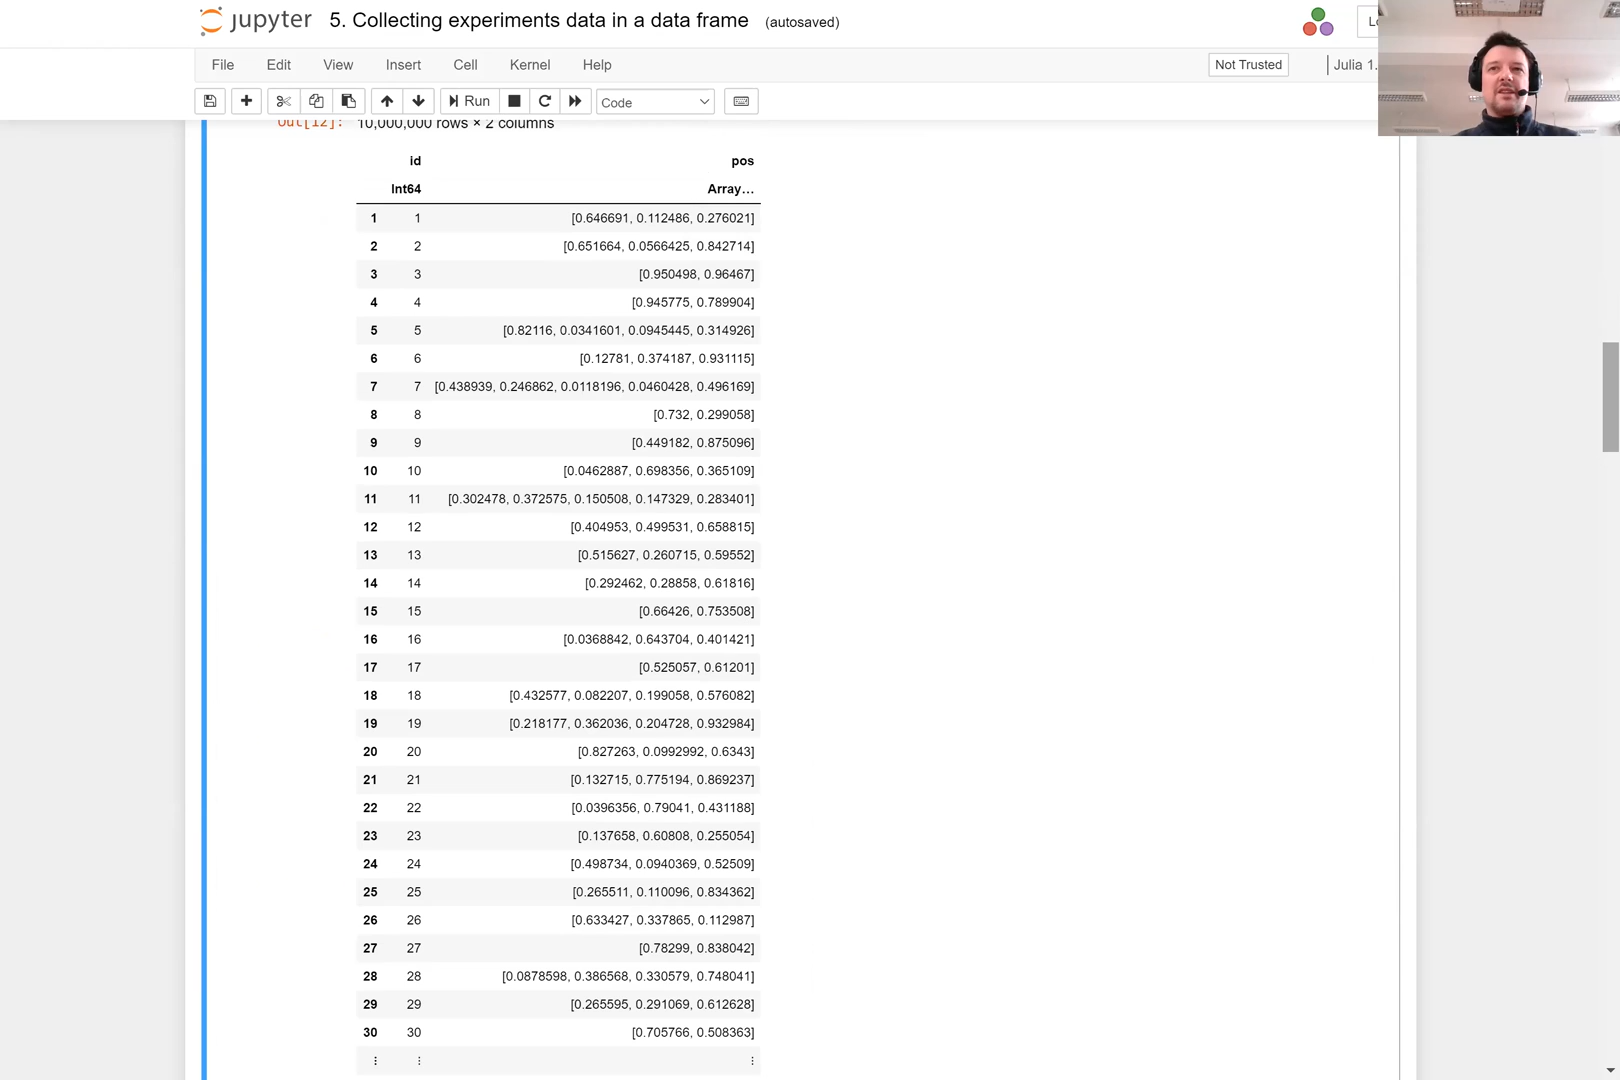 jupyter 5. Collecting experiments data in a data frame (autosaved)
File Edit View Insert Cell Kernel Help Not Trusted Julia 1.
Run Code
Out[12]: 10,000,000 rows × 2 columns
id pos
Int64 Array…
1 1 [0.646691, 0.112486, 0.276021]
2 2 [0.651664, 0.0566425, 0.842714]
3 3 [0.950498, 0.96467]
4 4 [0.945775, 0.789904]
5 5 [0.82116, 0.0341601, 0.0945445, 0.314926]
6 6 [0.12781, 0.374187, 0.931115]
7 7 [0.438939, 0.246862, 0.0118196, 0.0460428, 0.496169]
8 8 [0.732, 0.299058]
9 9 [0.449182, 0.875096]
10 10 [0.0462887, 0.698356, 0.365109]
11 11 [0.302478, 0.372575, 0.150508, 0.147329, 0.283401]
12 12 [0.404953, 0.499531, 0.658815]
13 13 [0.515627, 0.260715, 0.59552]
14 14 [0.292462, 0.28858, 0.61816]
15 15 [0.66426, 0.753508]
16 16 [0.0368842, 0.643704, 0.401421]
17 17 [0.525057, 0.61201]
18 18 [0.432577, 0.082207, 0.199058, 0.576082]
19 19 [0.218177, 0.362036, 0.204728, 0.932984]
20 20 [0.827263, 0.0992992, 0.6343]
21 21 [0.132715, 0.775194, 0.869237]
22 22 [0.0396356, 0.79041, 0.431188]
23 23 [0.137658, 0.60808, 0.255054]
24 24 [0.498734, 0.0940369, 0.52509]
25 25 [0.265511, 0.110096, 0.834362]
26 26 [0.633427, 0.337865, 0.112987]
27 27 [0.78299, 0.838042]
28 28 [0.0878598, 0.386568, 0.330579, 0.748041]
29 29 [0.265595, 0.291069, 0.612628]
30 30 [0.705766, 0.508363]
⋮ ⋮ ⋮